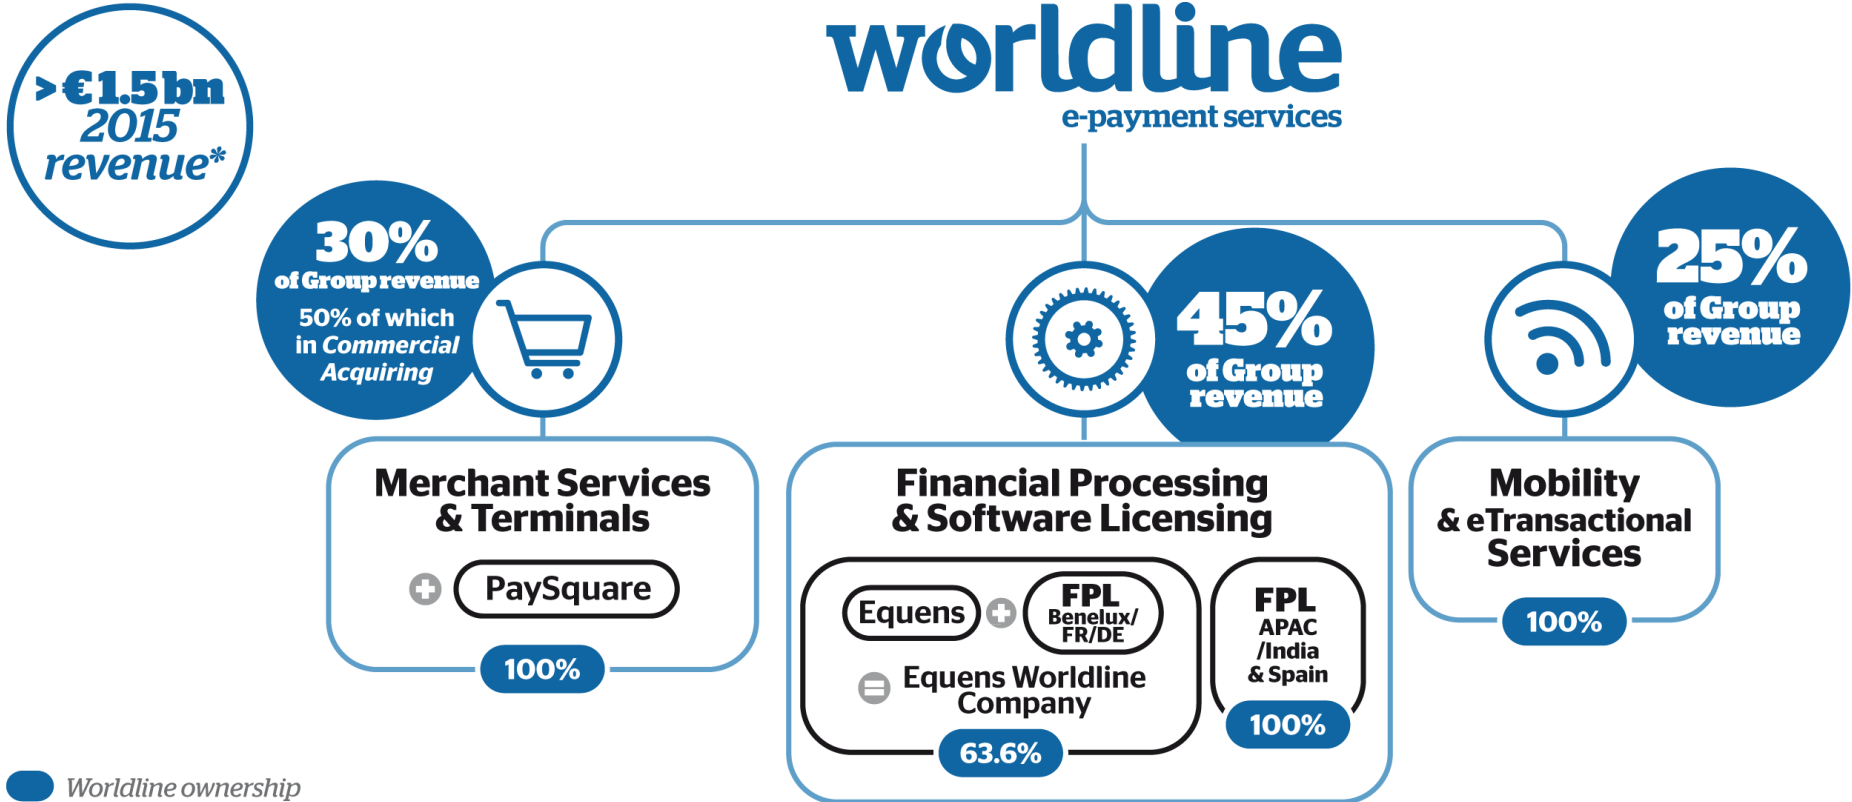 >€1.5bn
2015
revenue*
worldline
e-payment services
30%
of Group revenue
50% of which
in Commercial
Acquiring
45%
of Group
revenue
25%
of Group
revenue
Merchant Services
& Terminals
+ PaySquare
100%
Financial Processing
& Software Licensing
Equens + FPL
Benelux/
FR/DE
= Equens Worldline
Company
63.6%
FPL
APAC
/India
& Spain
100%
Mobility
& eTransactional
Services
100%
Worldline ownership